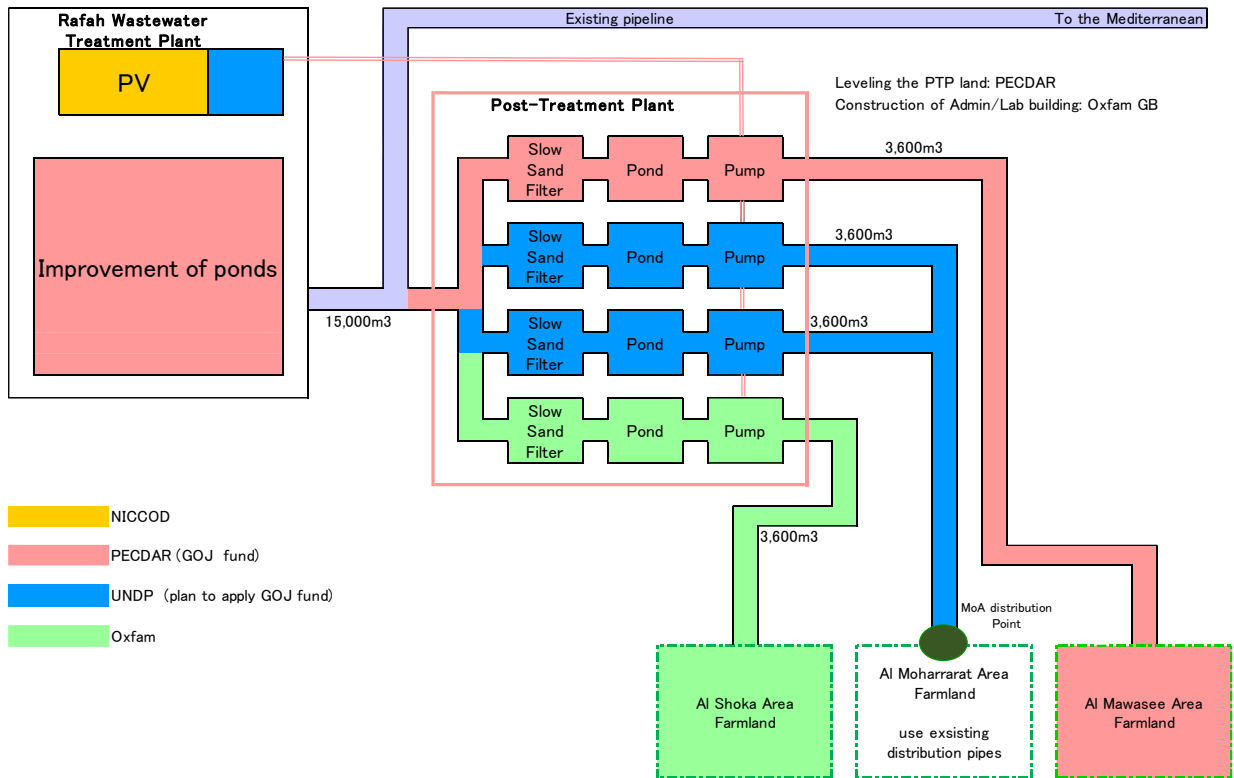 Rafah Wastewater
Treatment Plant
PV
Improvement of ponds
Existing pipeline
To the Mediterranean
Leveling the PTP land: PECDAR
Construction of Admin/Lab building: Oxfam GB
Post-Treatment Plant
15,000m3
Slow
Sand
Filter
Pond
Pump
3,600m3
Slow
Sand
Filter
Pond
Pump
3,600m3
Slow
Sand
Filter
Pond
Pump
3,600m3
Slow
Sand
Filter
Pond
Pump
3,600m3
NICCOD
PECDAR (GOJ fund)
UNDP (plan to apply GOJ fund)
Oxfam
MoA distribution
Point
Al Shoka Area
Farmland
Al Moharrarat Area
Farmland
use exsisting
distribution pipes
Al Mawasee Area
Farmland